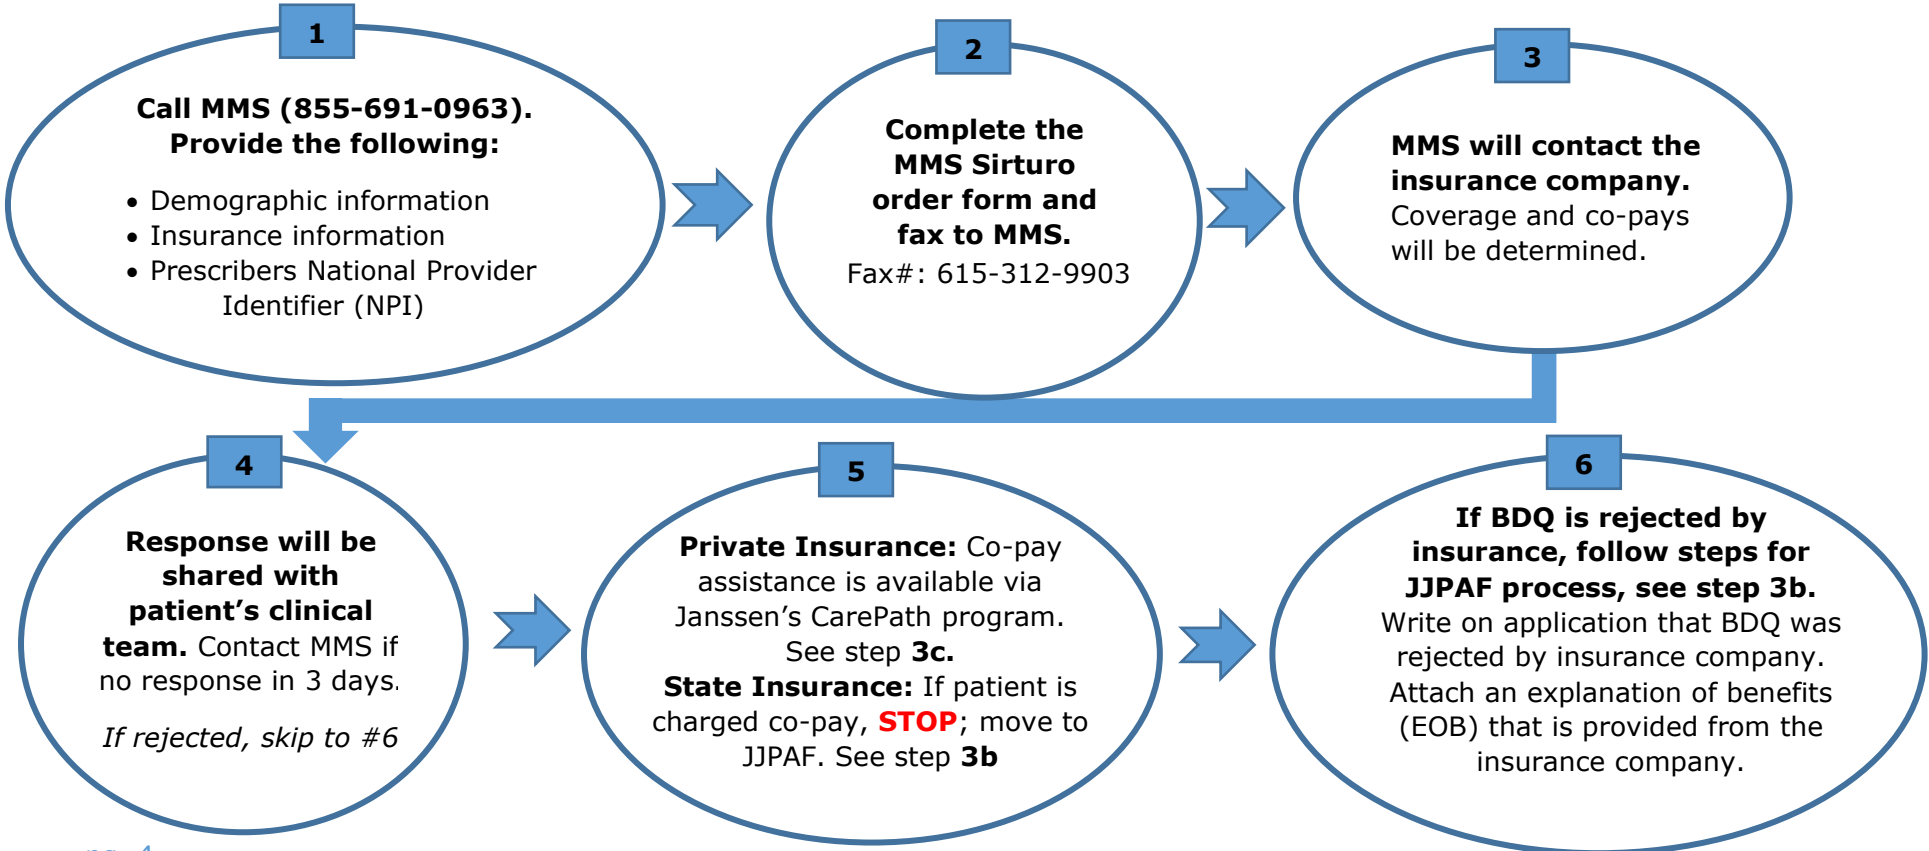 1
Call MMS (855-691-0963).
Provide the following:
• Demographic information
• Insurance information
• Prescribers National Provider
Identifier (NPI)
2
Complete the
MMS Sirturo
order form and
fax to MMS.
Fax#: 615-312-9903
3
MMS will contact the
insurance company.
Coverage and co-pays
will be determined.
4
Response will be
shared with
patient’s clinical
team. Contact MMS if
no response in 3 days.
If rejected, skip to #6
5
Private Insurance: Co-pay
assistance is available via
Janssen’s CarePath program.
See step 3c.
State Insurance: If patient is
charged co-pay, STOP; move to
JJPAF. See step 3b
6
If BDQ is rejected by
insurance, follow steps for
JJPAF process, see step 3b.
Write on application that BDQ was
rejected by insurance company.
Attach an explanation of benefits
(EOB) that is provided from the
insurance company.